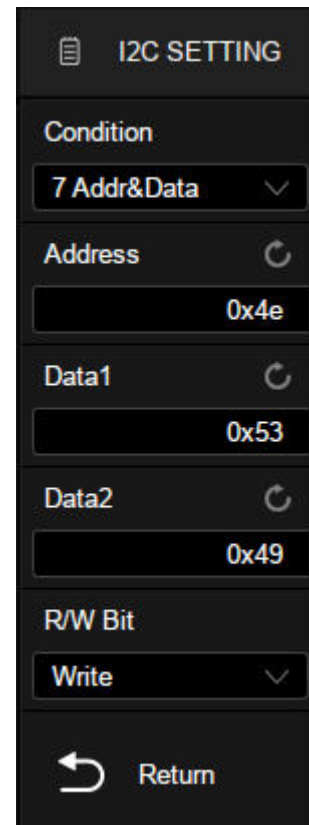 I2C SETTING
Condition
7 Addr&Data
Address
0x4e
Data1
0x53
Data2
0x49
R/W Bit
Write
Return